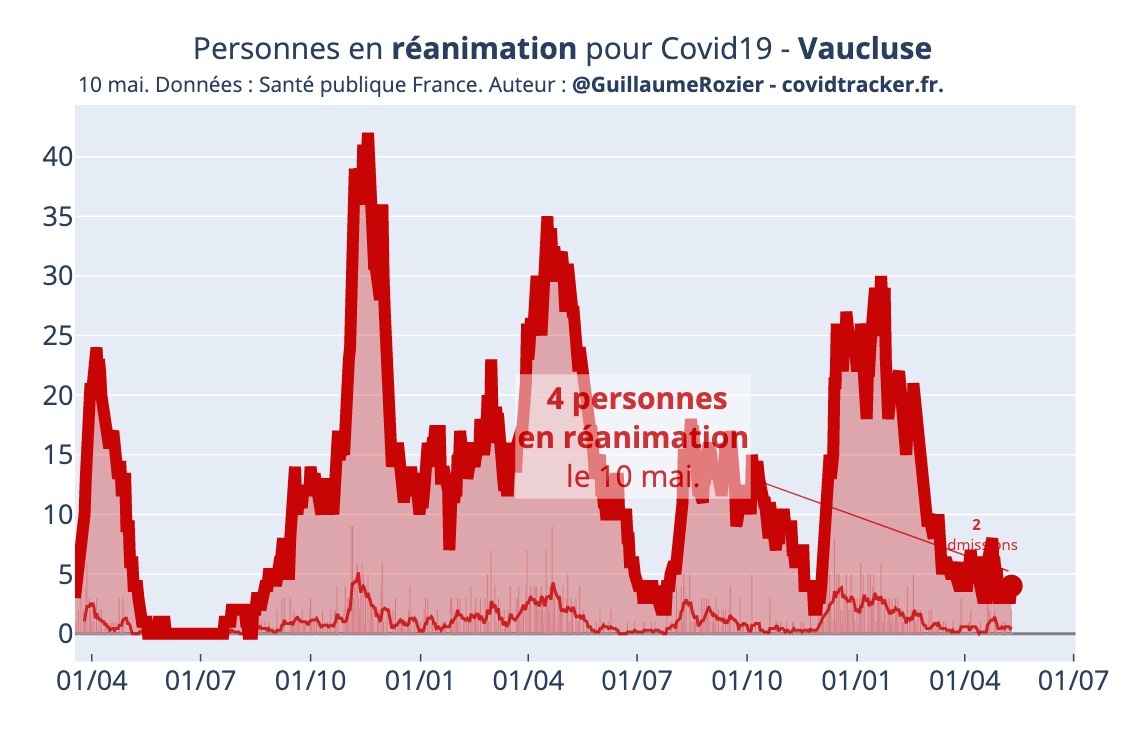 Personnes en réanimation pour Covid19 - Vaucluse
10 mai. Données : Santé publique France. Auteur : @GuillaumeRozier - covidtracker.fr.
40
35
30
25
20
15
10
5
0
4 personnes
en réanimation
le 10 mai.
2
01/04 01/07 01/10 01/01 01/04 01/07 01/10 01/01 01/04 01/07